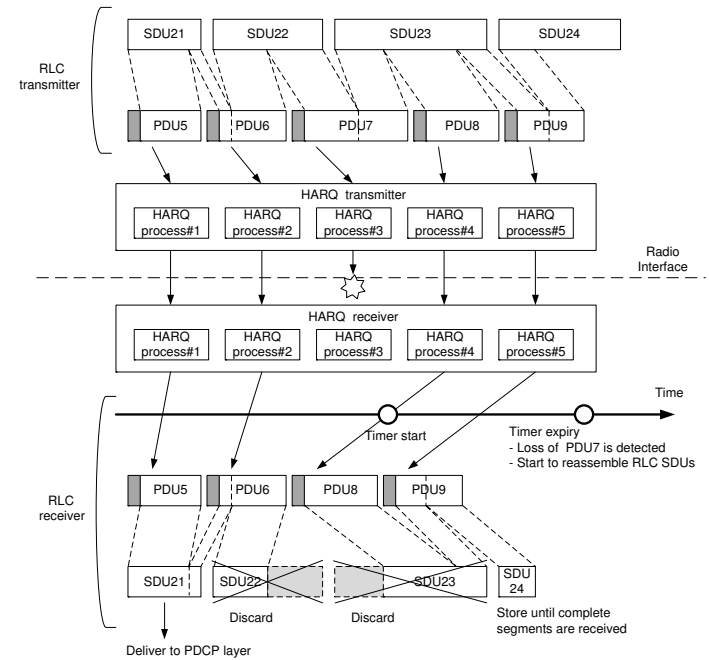 SDU21
SDU22
SDU23
SDU24
RLC
transmitter
PDU5
PDU6
PDU7
PDU8
PDU9
HARQ transmitter
HARQ
process#1
HARQ
process#2
HARQ
process#3
HARQ
process#4
HARQ
process#5
Radio
Interface
HARQ receiver
HARQ
process#1
HARQ
process#2
HARQ
process#3
HARQ
process#4
HARQ
process#5
Time
Timer start
Timer expiry
- Loss of PDU7 is detected
- Start to reassemble RLC SDUs
RLC
receiver
PDU5
PDU6
PDU8
PDU9
SDU21
SDU22
SDU23
SDU
24
Discard
Discard
Store until complete
segments are received
Deliver to PDCP layer